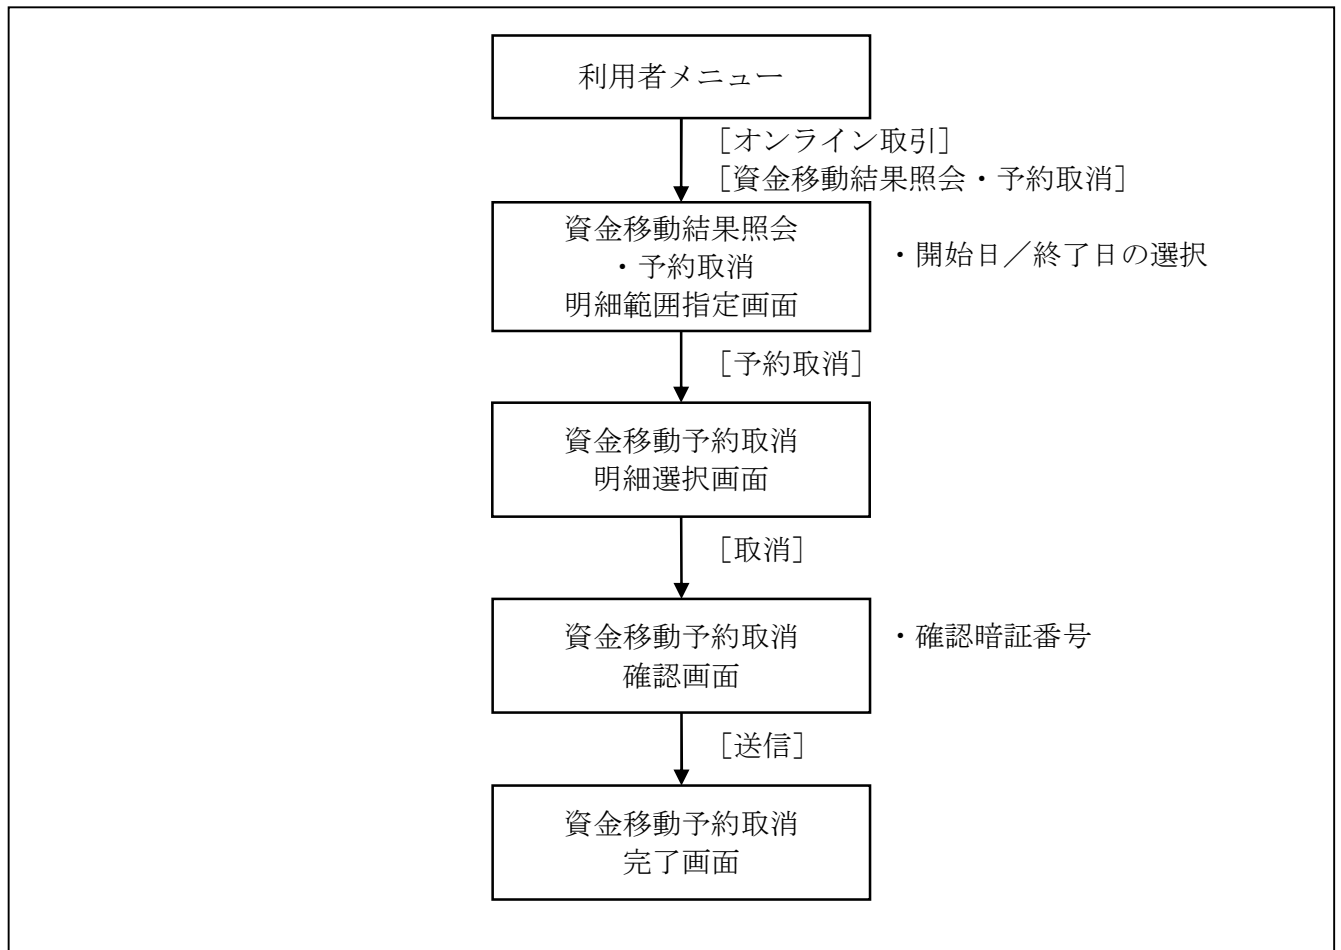 利用者メニュー
［オンライン取引］
［資金移動結果照会・予約取消］
資金移動結果照会
・予約取消
明細範囲指定画面
・開始日／終了日の選択
［予約取消］
資金移動予約取消
明細選択画面
［取消］
資金移動予約取消
確認画面
・確認暗証番号
［送信］
資金移動予約取消
完了画面